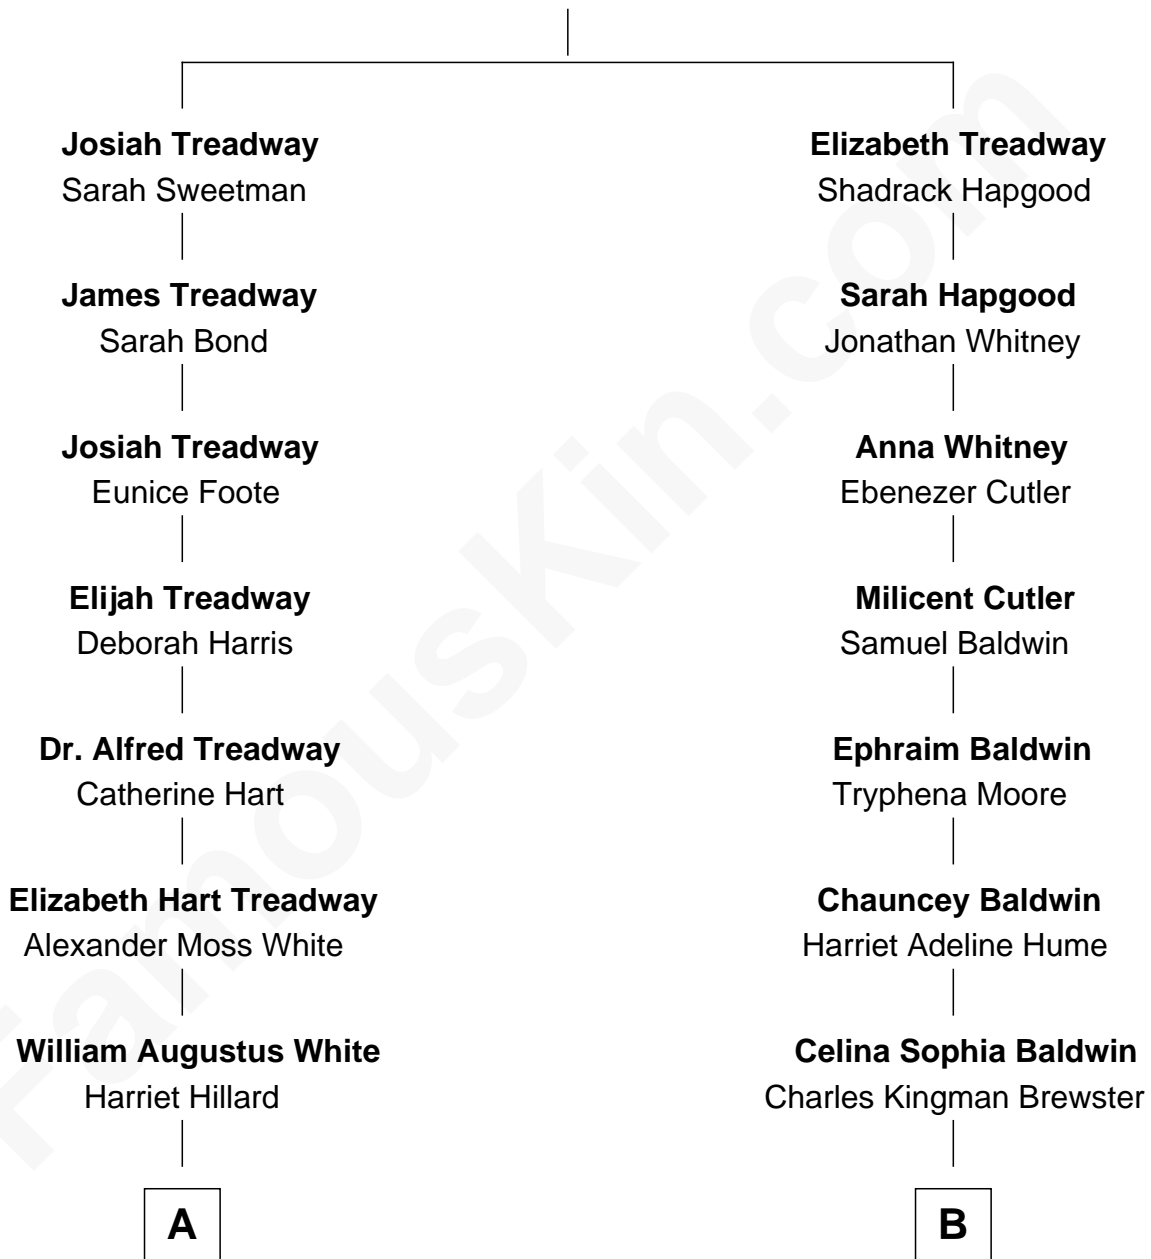 Josiah Treadway
Sarah Sweetman
James Treadway
Sarah Bond
Josiah Treadway
Eunice Foote
Elijah Treadway
Deborah Harris
Dr. Alfred Treadway
Catherine Hart
Elizabeth Hart Treadway
Alexander Moss White
William Augustus White
Harriet Hillard
A
Elizabeth Treadway
Shadrack Hapgood
Sarah Hapgood
Jonathan Whitney
Anna Whitney
Ebenezer Cutler
Milicent Cutler
Samuel Baldwin
Ephraim Baldwin
Tryphena Moore
Chauncey Baldwin
Harriet Adeline Hume
Celina Sophia Baldwin
Charles Kingman Brewster
B
FamousKin.com